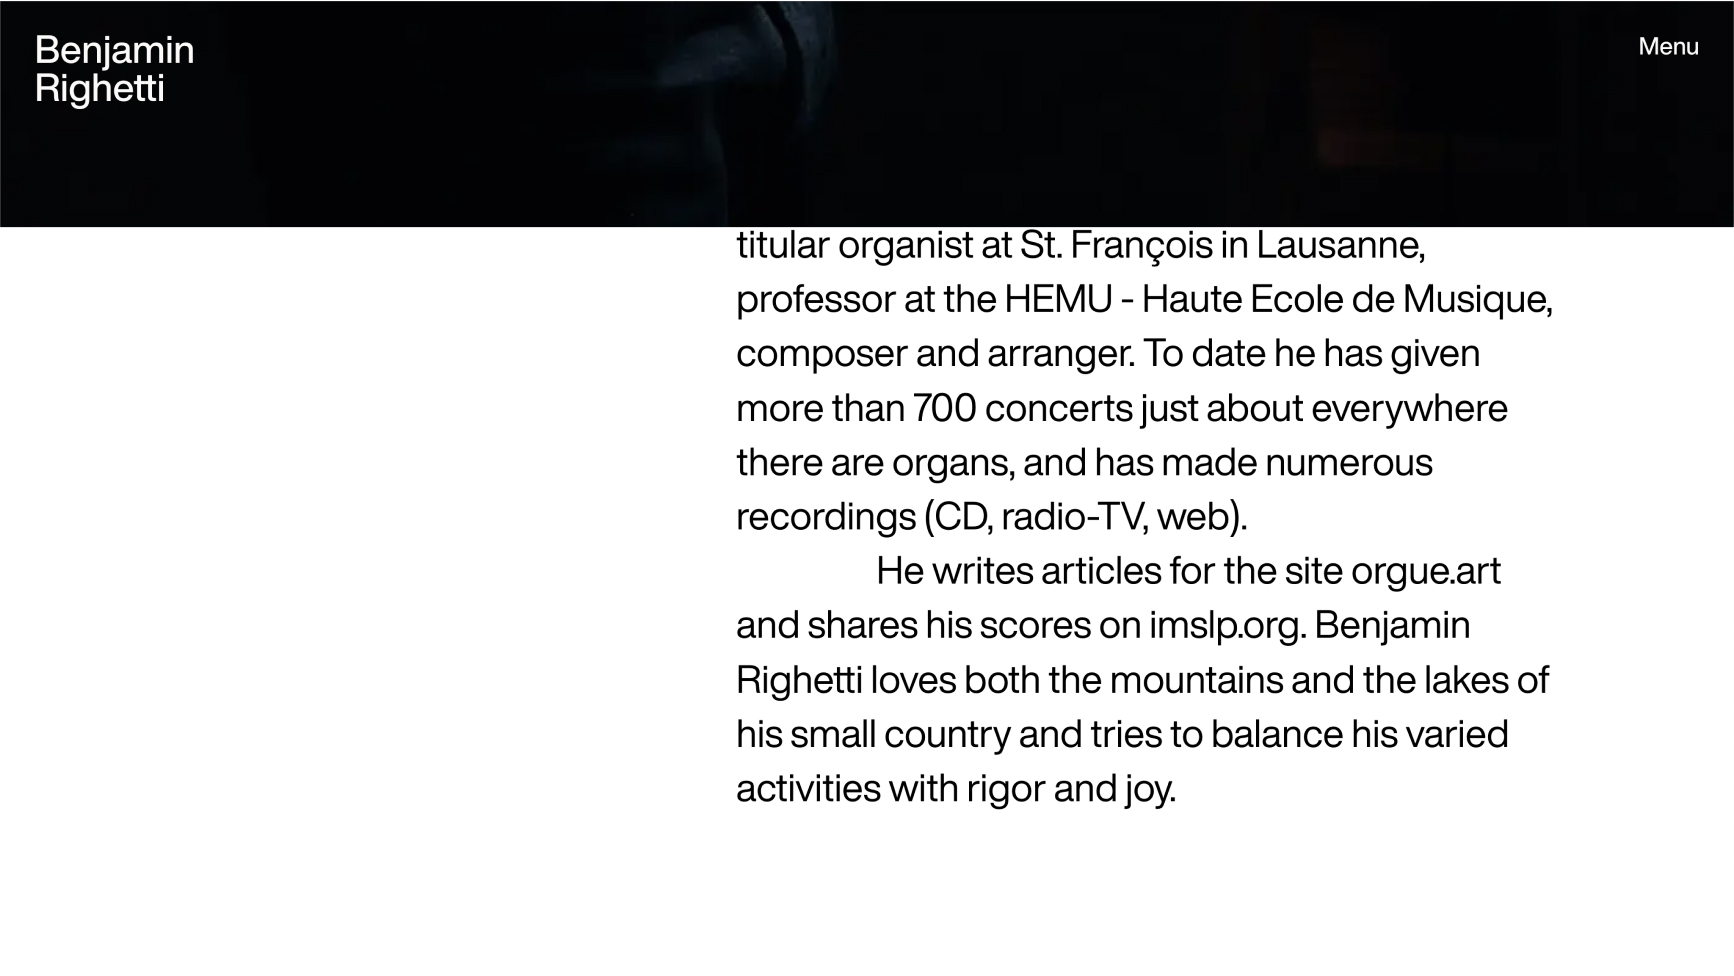 Benjamin
Righetti
Menu
titular organist at St. François in Lausanne,
professor at the HEMU - Haute Ecole de Musique,
composer and arranger. To date he has given
more than 700 concerts just about everywhere
there are organs, and has made numerous
recordings (CD, radio-TV, web).
He writes articles for the site orgue.art
and shares his scores on imslp.org. Benjamin
Righetti loves both the mountains and the lakes of
his small country and tries to balance his varied
activities with rigor and joy.